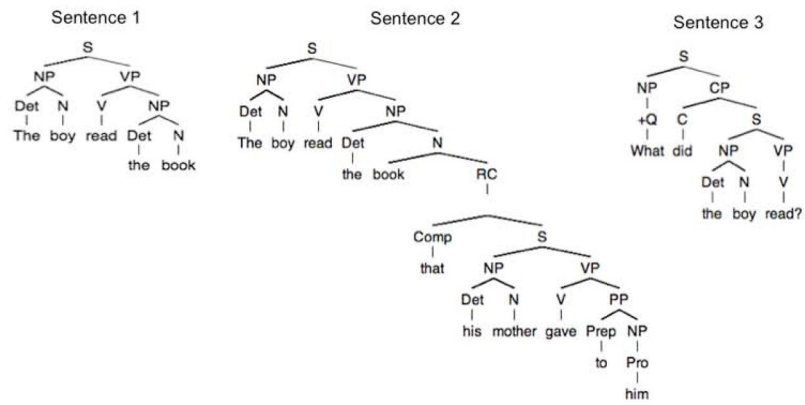 Sentence 1
S
NP VP
Det N V NP
The boy read Det N
the book
Sentence 2
S
NP VP
Det N V NP
The boy read Det N
the book RC
Comp S
that NP VP
Det N V PP
his mother gave Prep NP
to Pro
him
Sentence 3
S
NP CP
+Q C S
What did NP VP
Det N V
the boy read?